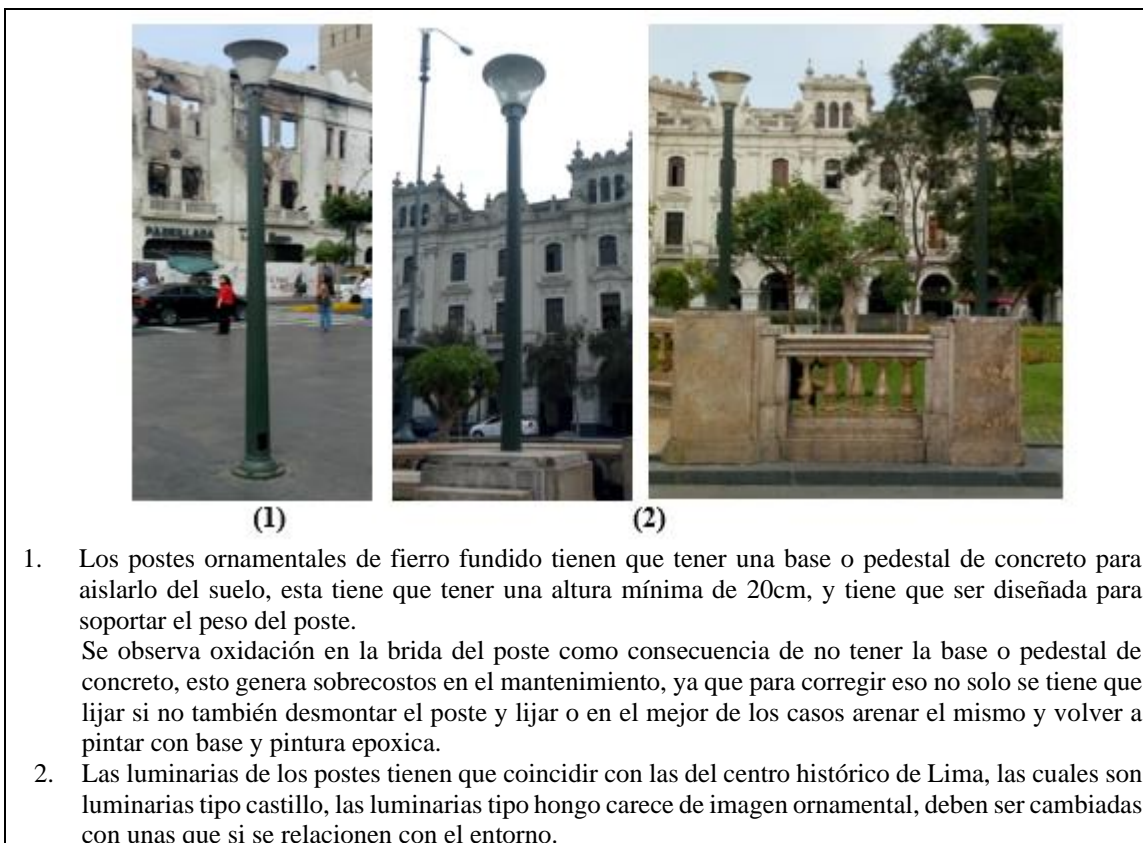 PARRILLADA
(1)
(2)
1. Los postes ornamentales de fierro fundido tienen que tener una base o pedestal de concreto para
aislarlo del suelo, esta tiene que tener una altura mínima de 20cm, y tiene que ser diseñada para
soportar el peso del poste.
Se observa oxidación en la brida del poste como consecuencia de no tener la base o pedestal de
concreto, esto genera sobrecostos en el mantenimiento, ya que para corregir eso no solo se tiene que
lijar si no también desmontar el poste y lijar o en el mejor de los casos arenar el mismo y volver a
pintar con base y pintura epoxica.
2. Las luminarias de los postes tienen que coincidir con las del centro histórico de Lima, las cuales son
luminarias tipo castillo, las luminarias tipo hongo carece de imagen ornamental, deben ser cambiadas
con unas que si se relacionen con el entorno.